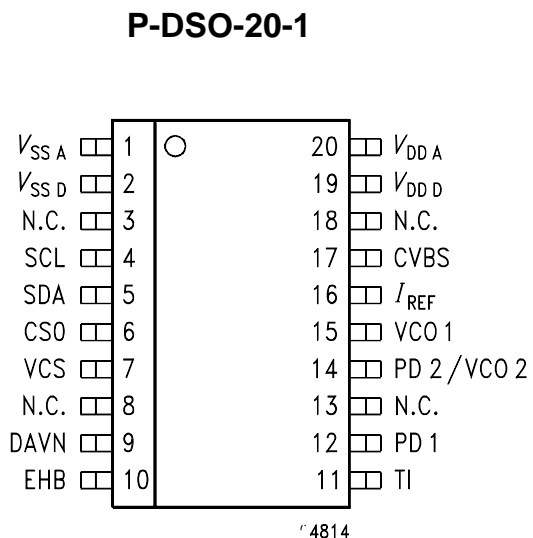 P-DSO-20-1
VSS A 1 20 VDD A
VSS D 2 19 VDD D
N.C. 3 18 N.C.
SCL 4 17 CVBS
SDA 5 16 IREF
CS0 6 15 VCO 1
VCS 7 14 PD 2/VCO 2
N.C. 8 13 N.C.
DAVN 9 12 PD 1
EHB 10 11 TI
4814